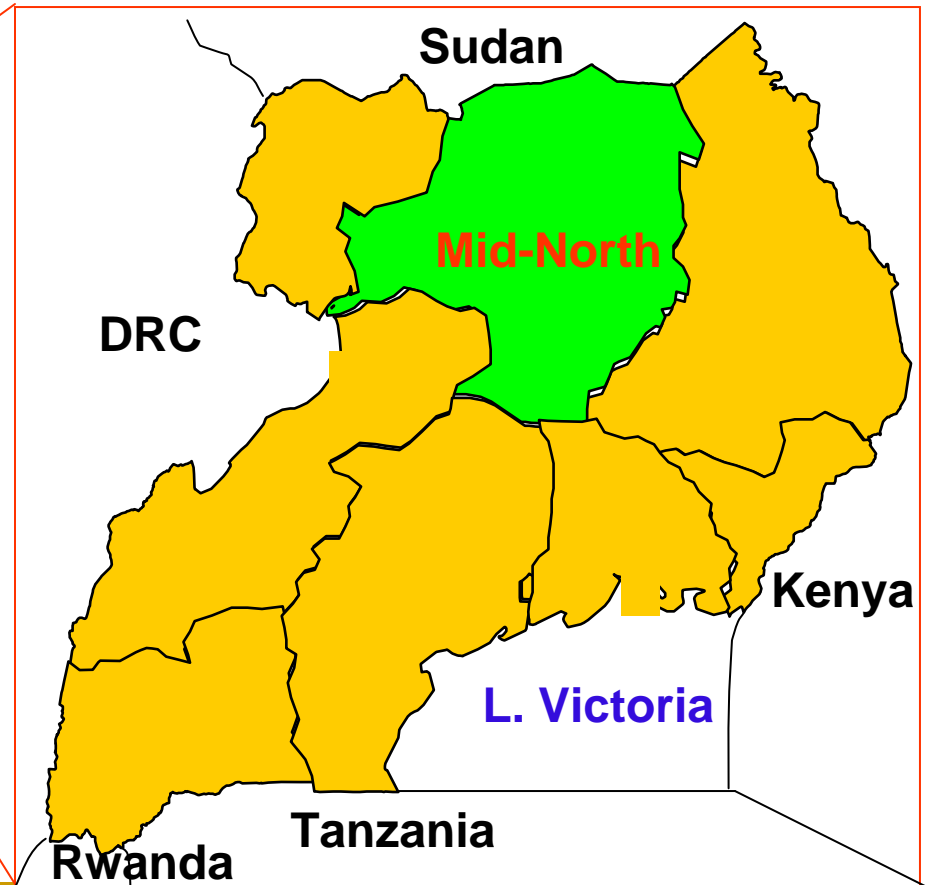 Sudan
Mid-North
DRC
Kenya
L. Victoria
Tanzania
Rwanda